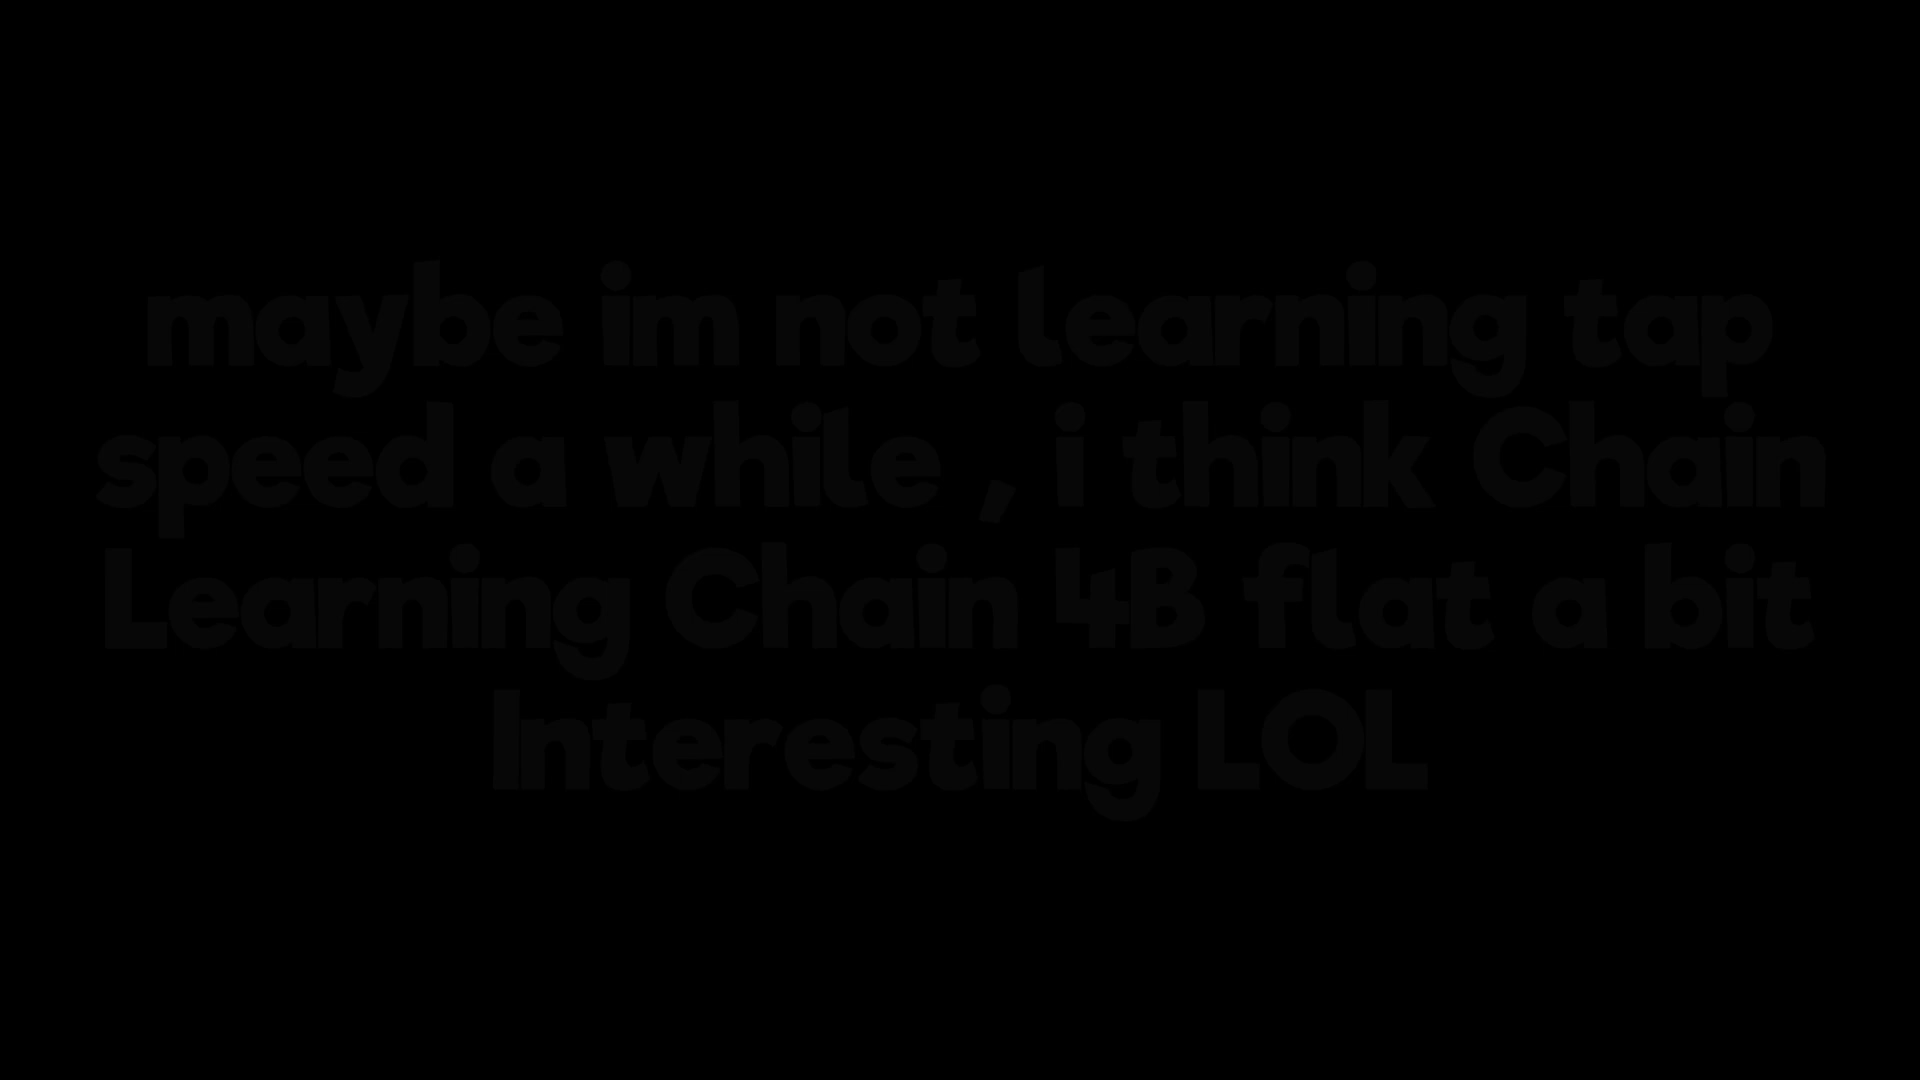 maybe im not learning tap
speed a while , i think Chain
Learning Chain 4B flat a bit
Interesting LOL